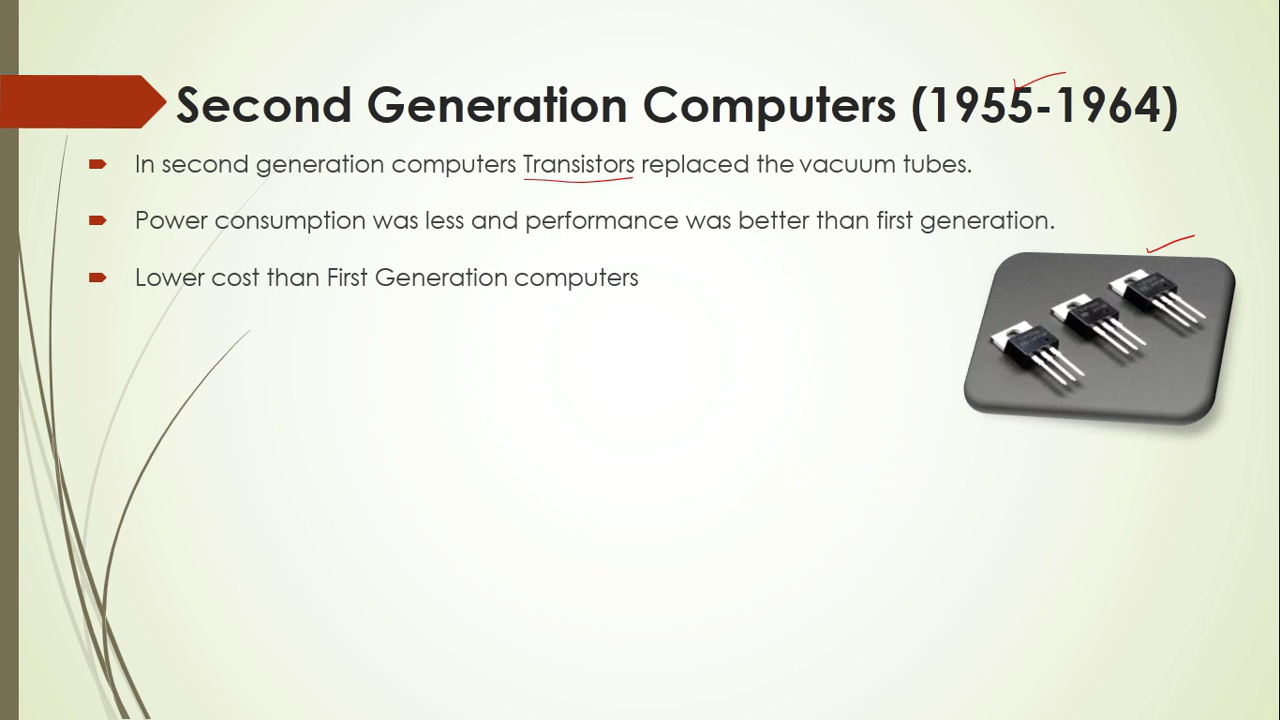 Second Generation Computers (1955-1964)
In second generation computers Transistors replaced the vacuum tubes.
Power consumption was less and performance was better than first generation.
Lower cost than First Generation computers